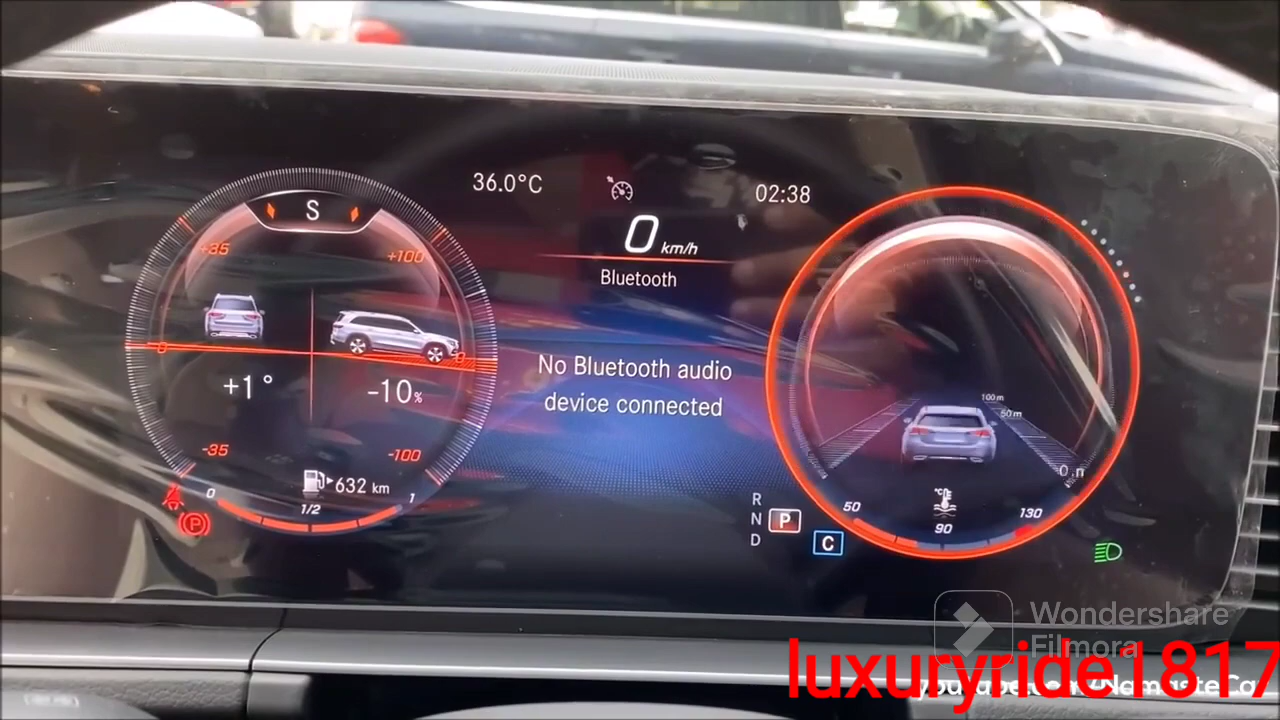 36.0°C
02:38
S
+35
+100
0 km/h
Bluetooth
0
0
+1°
-10%
No Bluetooth audio
device connected
100 m
50 m
-35
-100
632 km
0
1/2
1
P
R
N
P
D
C
50
°C
90
130
Wondershare
Filmora
luxuryride1817